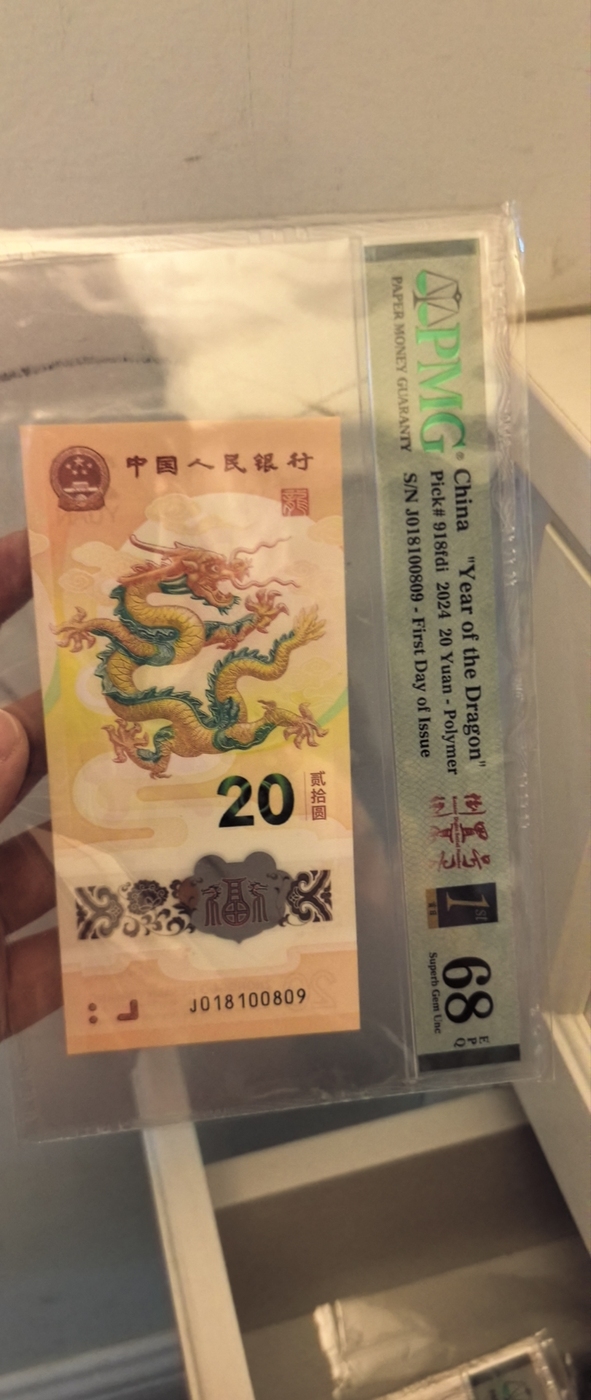 PMG®
PAPER MONEY GUARANTY
China "Year of the Dragon"
Pick# 918fdi 2024 20 Yuan - Polymer
S/N J018100809 - First Day of Issue
1st
68
E
P
Q
Superb Gem Unc
中国人民银行
20
贰拾圆
J018100809